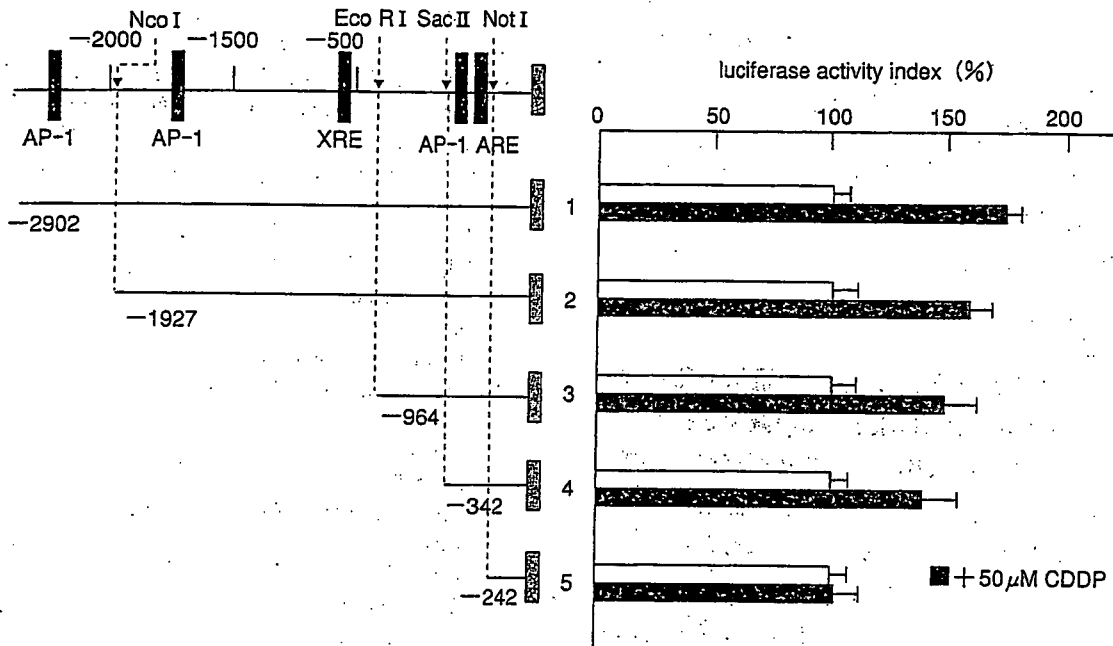 Nco I
Eco R I
Sac II
Not I
−2000
−1500
−500
AP-1
AP-1
XRE
AP-1
ARE
luciferase activity index (%)
0
50
100
150
200
−2902
1
−1927
2
−964
3
−342
4
−242
5
+ 50 μM CDDP